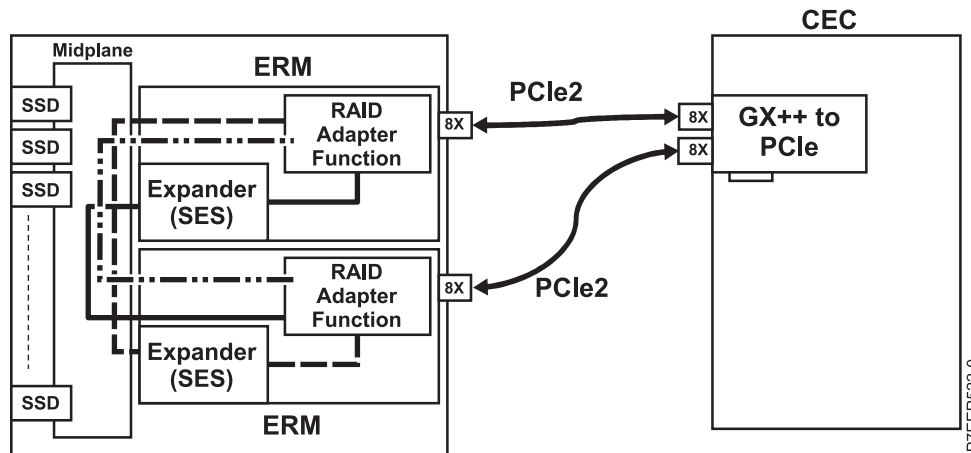 CEC
Midplane
ERM
SSD
SSD
SSD
SSD
RAID
Adapter
Function
8X
PCIe2
8X
8X
GX++ to
PCIe
Expander
(SES)
RAID
Adapter
Function
8X
PCIe2
Expander
(SES)
ERM